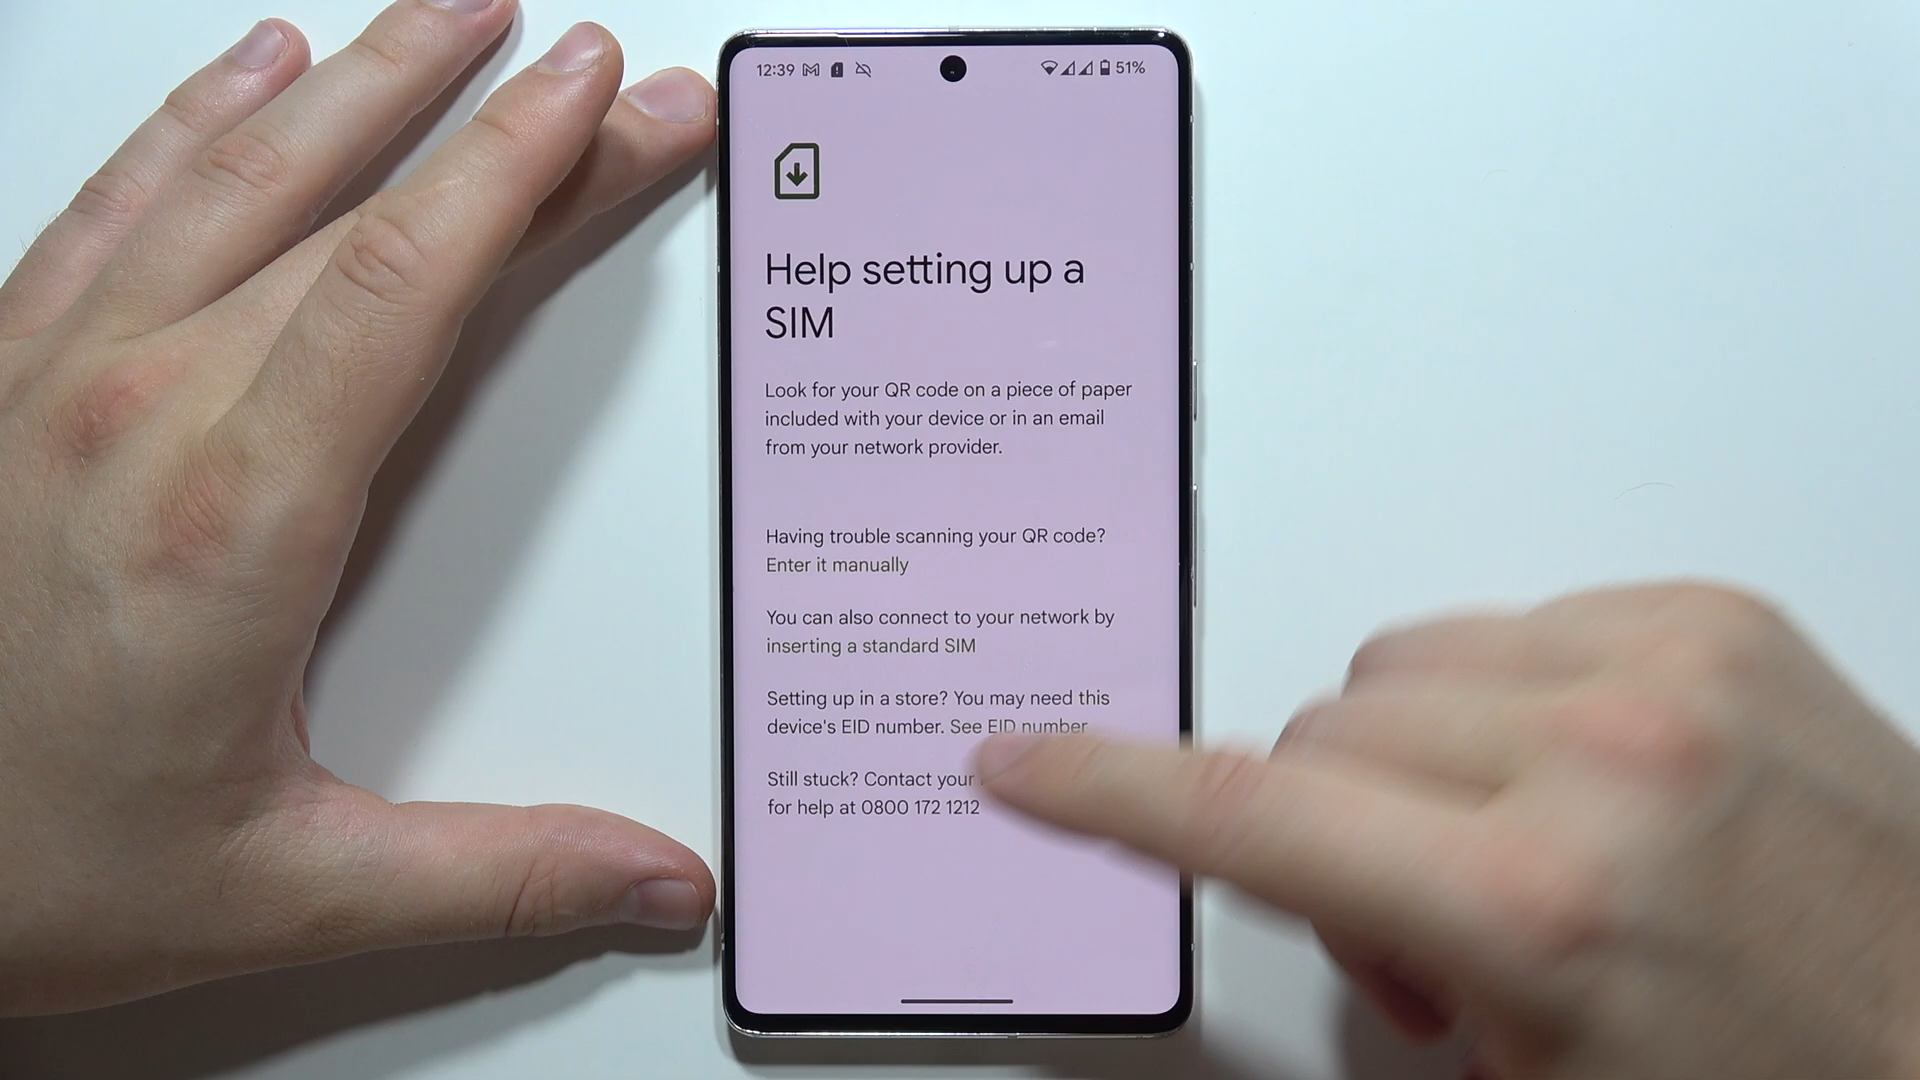 12:39 51%
Help setting up a
SIM
Look for your QR code on a piece of paper
included with your device or in an email
from your network provider.
Having trouble scanning your QR code?
Enter it manually
You can also connect to your network by
inserting a standard SIM
Setting up in a store? You may need this
device's EID number. See EID number
Still stuck? Contact your
for help at 0800 172 1212